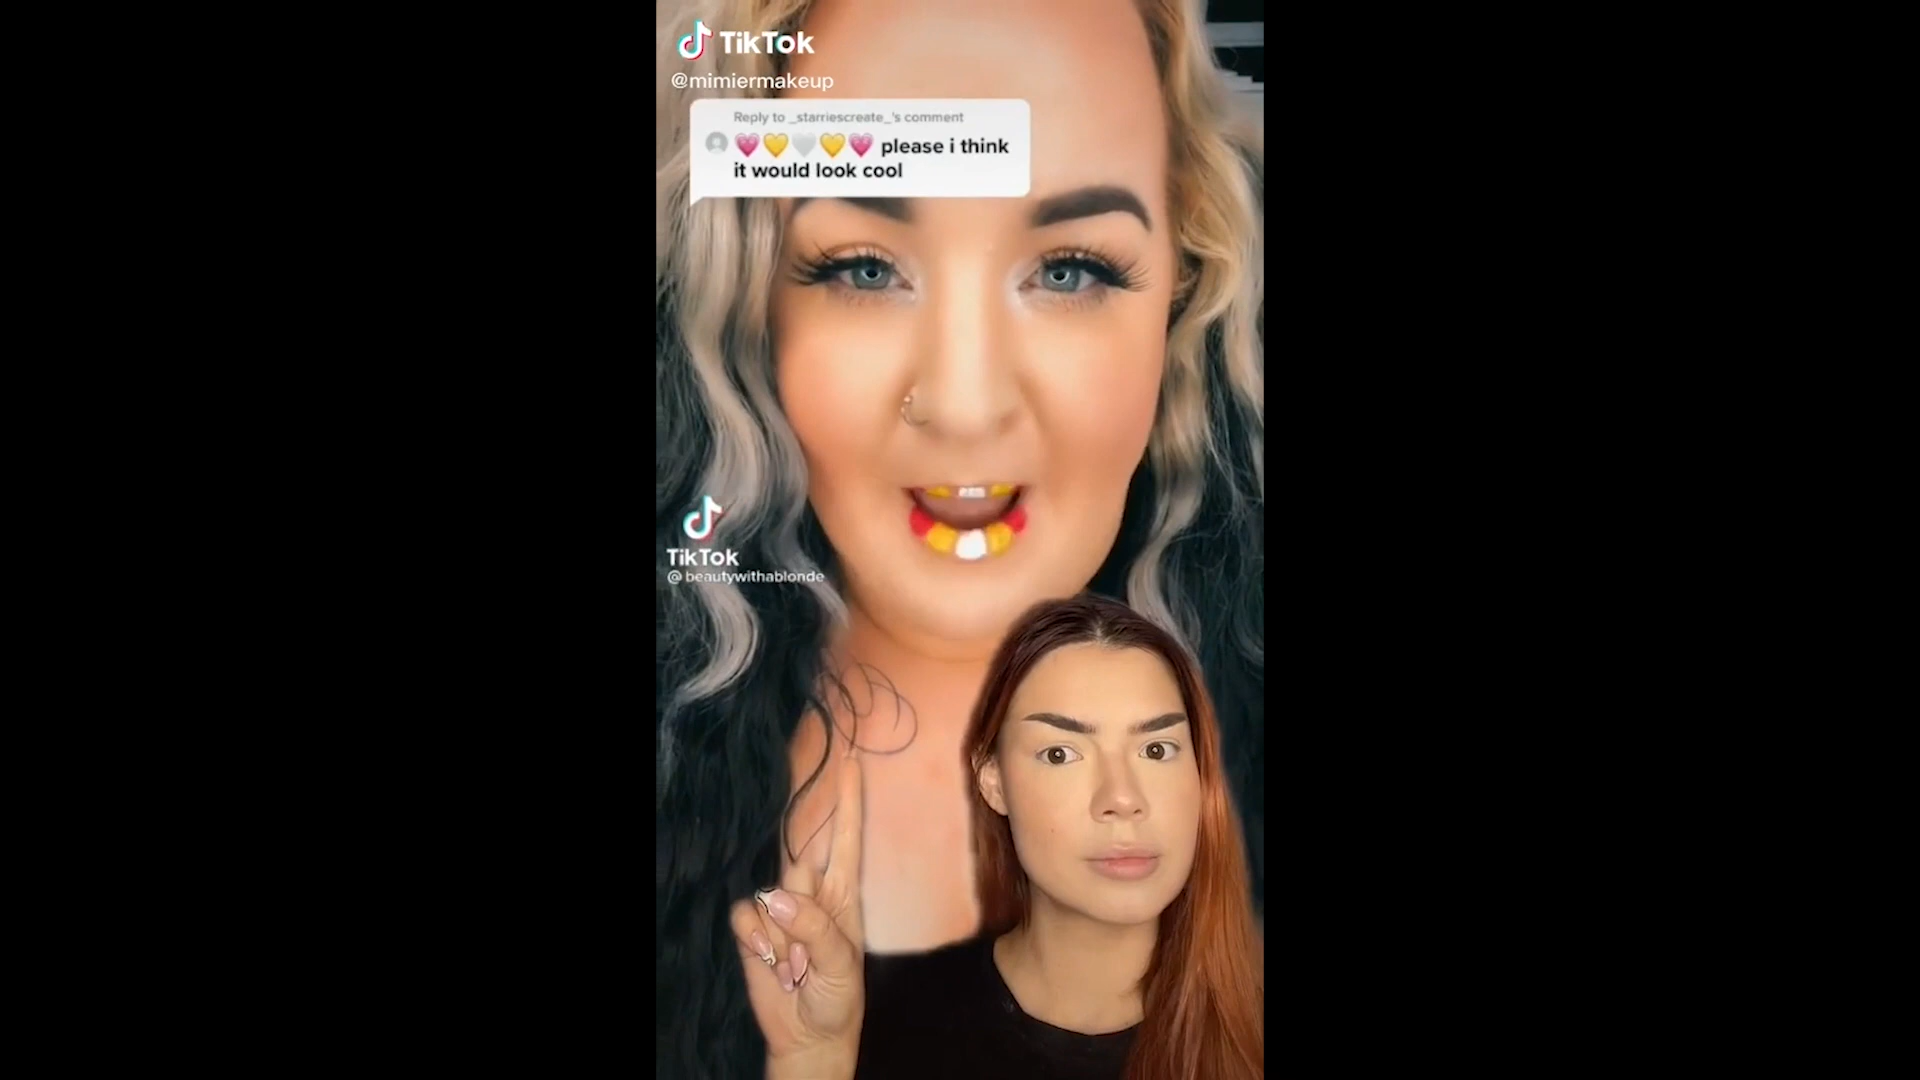 TikTok
@mimiermakeup
Reply to _starriescreate_'s comment
💗💛🤍💛💗 please i think
it would look cool
TikTok
@ beautywithablonde